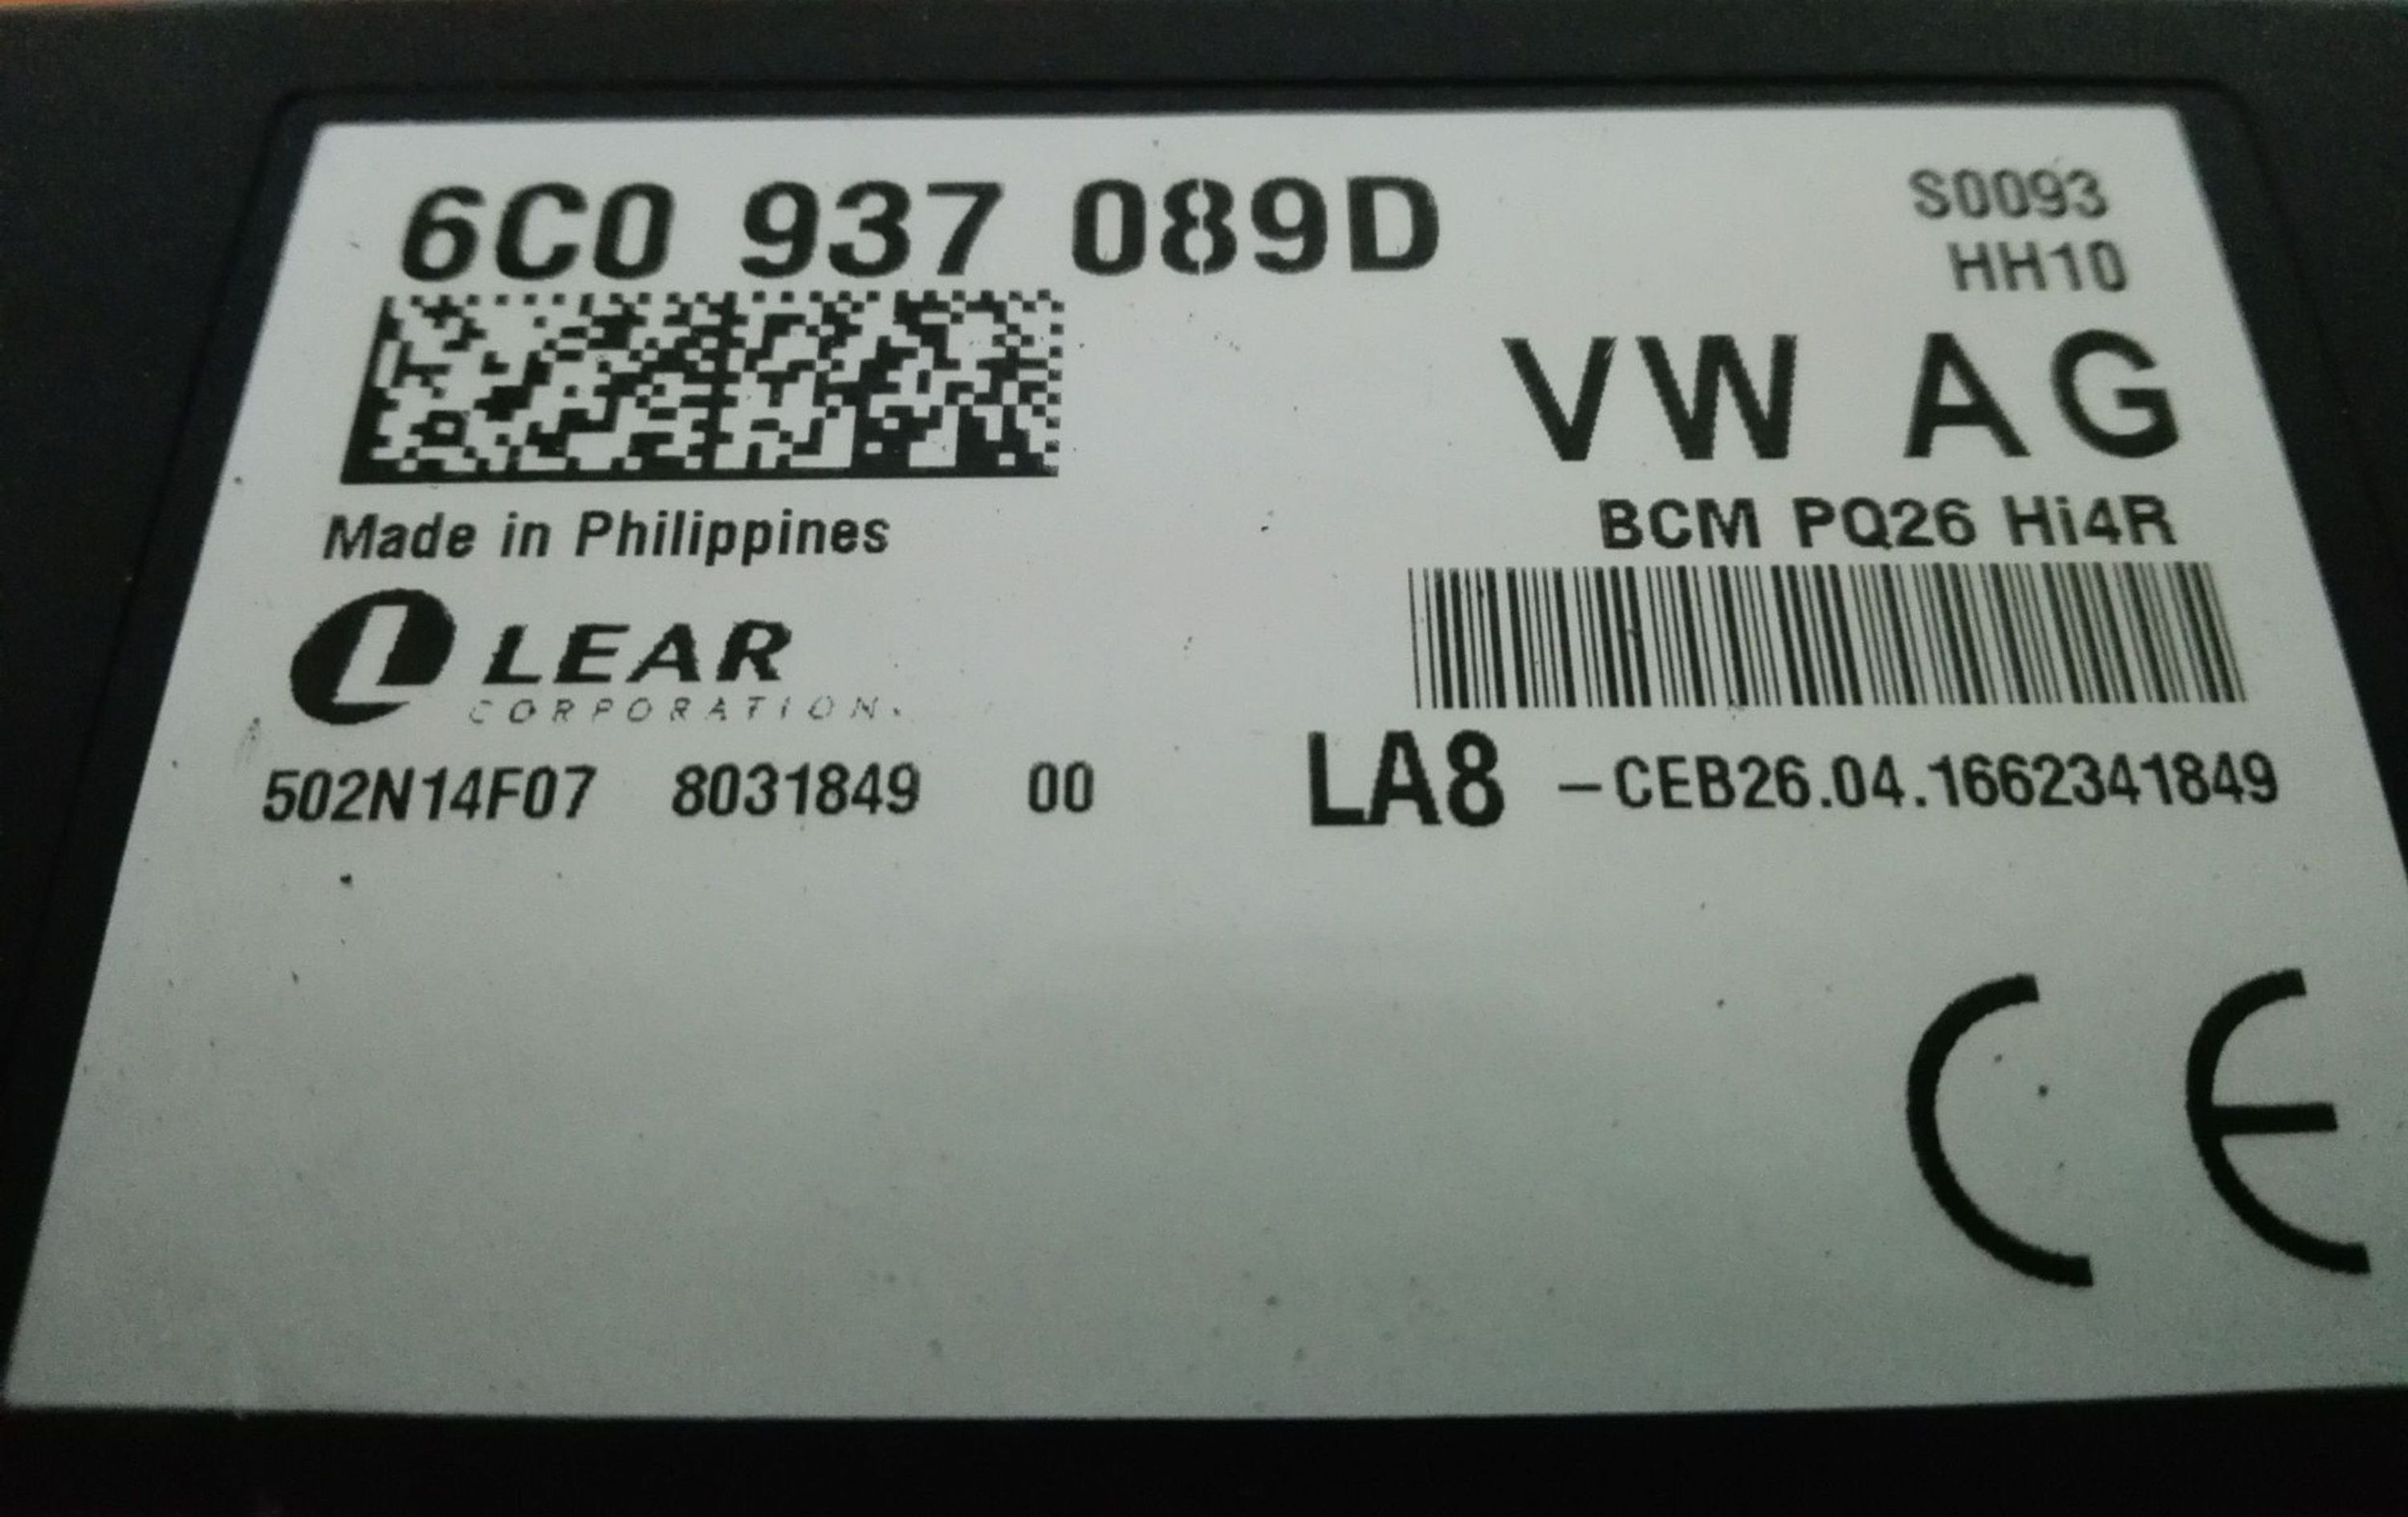 6C0 937 089D
S0093
HH10
VW AG
BCM PQ26 Hi4R
Made in Philippines
LEAR
CORPORATION.
502N14F07 8031849 00
LA8 -CEB26.04.1662341849
CE